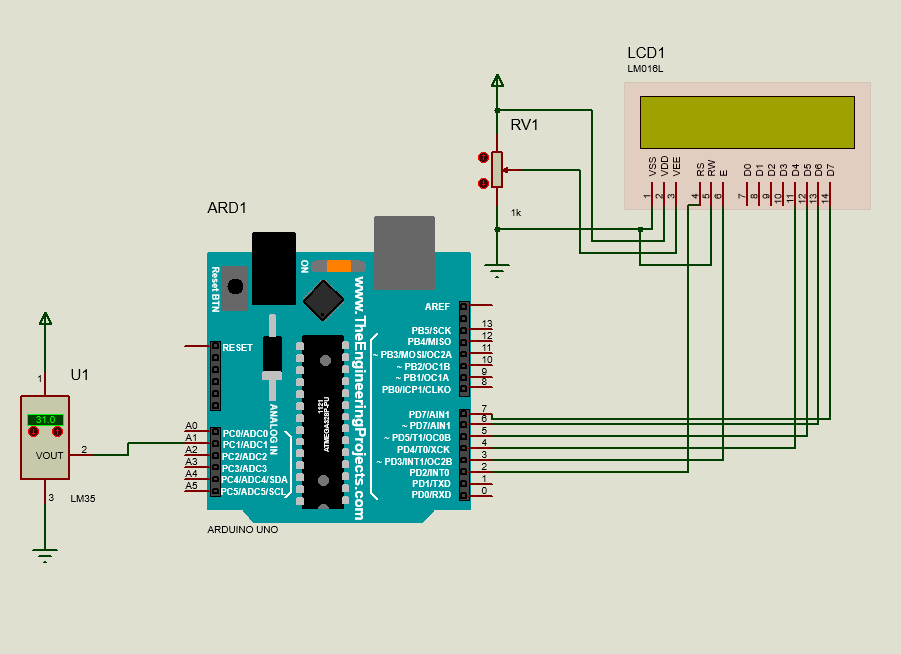 LCD1
LM016L
VSS VDD VEE RS RW E D0 D1 D2 D3 D4 D5 D6 D7
1 2 3 4 5 6 7 8 9 10 11 12 13 14
RV1
1k
ARD1
ON
Reset BTN
www.TheEngineeringProjects.com
RESET
AREF
PB5/SCK 13
PB4/MISO 12
~ PB3/MOSI/OC2A 11
~ PB2/OC1B 10
~ PB1/OC1A 9
PB0/ICP1/CLKO 8
PD7/AIN1 7
~ PD7/AIN1 6
~ PD5/T1/OC0B 5
PD4/T0/XCK 4
~ PD3/INT1/OC2B 3
PD2/INT0 2
PD1/TXD 1
PD0/RXD 0
ANALOG IN
1121
ATMEGA328P-PU
A0 PC0/ADC0
A1 PC1/ADC1
A2 PC2/ADC2
A3 PC3/ADC3
A4 PC4/ADC4/SDA
A5 PC5/ADC5/SCL
ARDUINO UNO
U1
1
31.0
VOUT 2
3
LM35